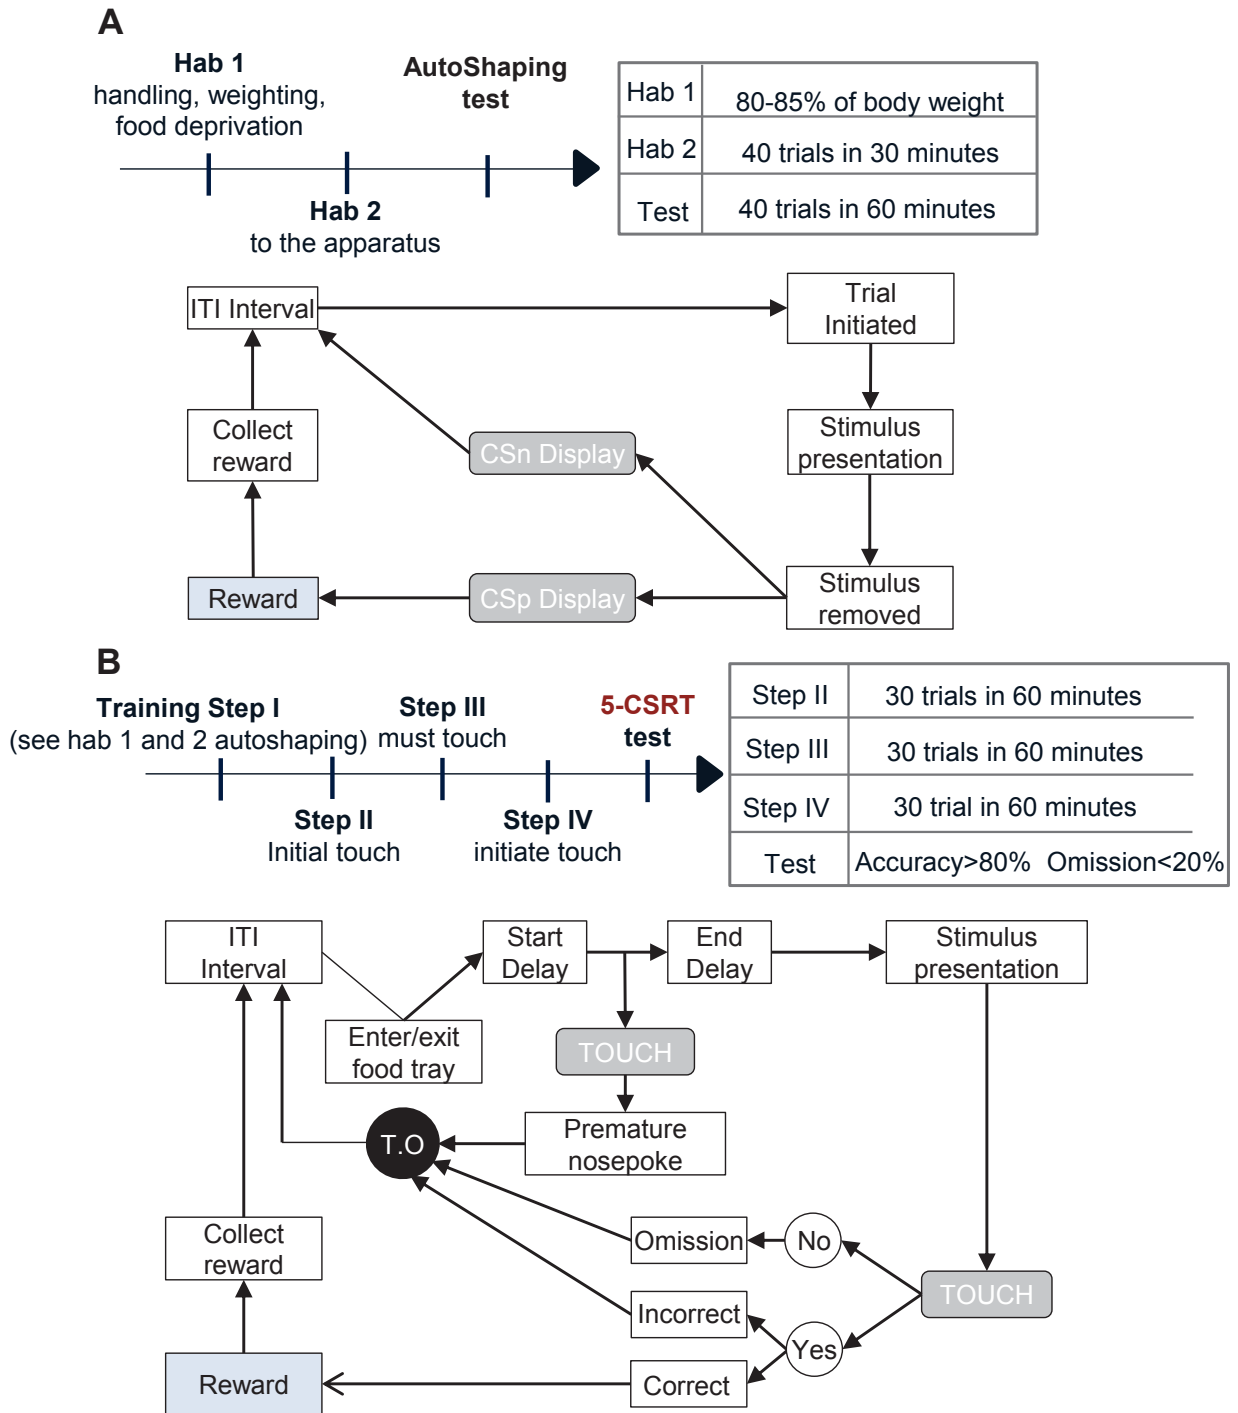 A
Hab 1
handling, weighting,
food deprivation
AutoShaping
test
Hab 2
to the apparatus
Hab 1
80-85% of body weight
Hab 2
40 trials in 30 minutes
Test
40 trials in 60 minutes
ITI Interval
Trial
Initiated
Collect
reward
CSn Display
Stimulus
presentation
Reward
CSp Display
Stimulus
removed
B
Training Step I
(see hab 1 and 2 autoshaping)
Step III
must touch
5-CSRT
test
Step II
Initial touch
Step IV
initiate touch
Step II
30 trials in 60 minutes
Step III
30 trials in 60 minutes
Step IV
30 trial in 60 minutes
Test
Accuracy>80% Omission<20%
ITI
Interval
Start
Delay
End
Delay
Stimulus
presentation
Enter/exit
food tray
TOUCH
T.O
Premature
nosepoke
Collect
reward
Omission
No
TOUCH
Incorrect
Yes
Reward
Correct